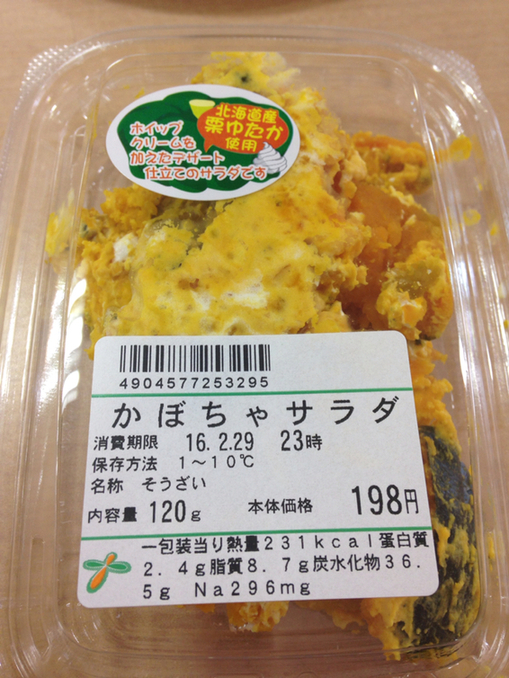 北海道産
栗ゆたか
使用
ホイップ
クリームを
加えたデザート
仕立てのサラダです
4904577253295
かぼちゃサラダ
消費期限 16.2.29 23時
保存方法 1～10℃
名称 そうざい
内容量 120g 本体価格 198円
一包装当り熱量231kcal蛋白質
2.4g脂質8.7g炭水化物36.
5g Na296mg